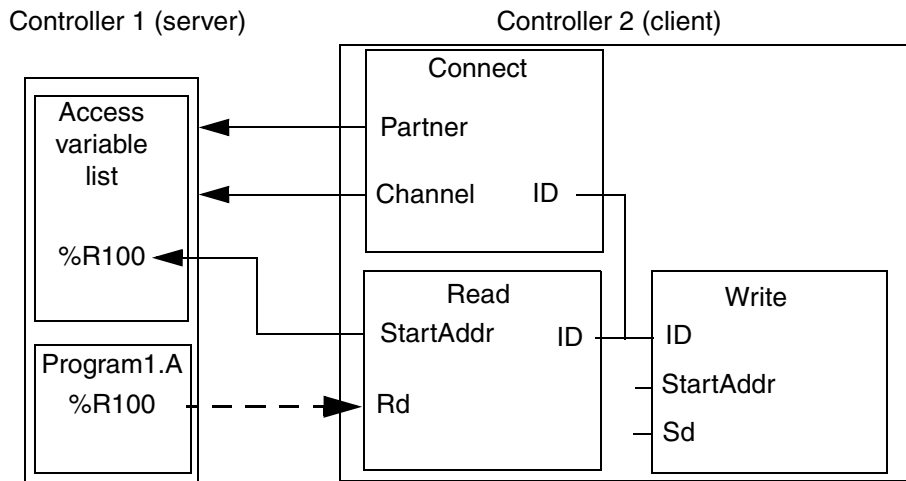 Controller 1 (server)
Controller 2 (client)
Access
variable
list
%R100
Program1.A
%R100
Connect
Partner
Channel ID
Read
StartAddr ID
Rd
Write
ID
StartAddr
Sd